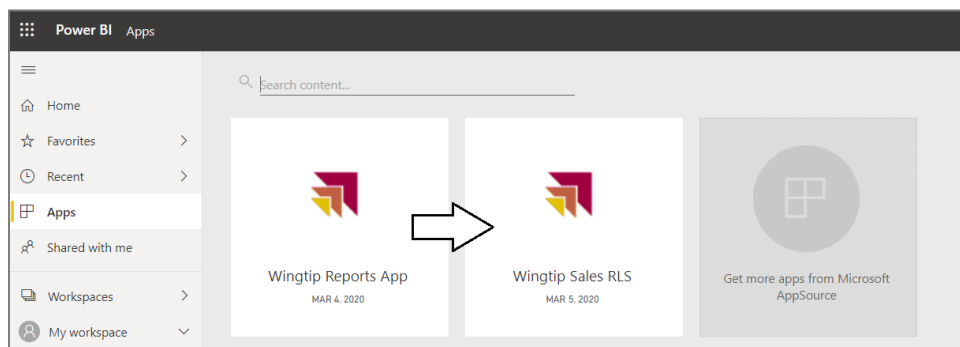 Power BI Apps
Search content...
Home
Favorites
Recent
Apps
Shared with me
Workspaces
My workspace
Wingtip Reports App
MAR 4, 2020
Wingtip Sales RLS
MAR 5, 2020
Get more apps from Microsoft
AppSource